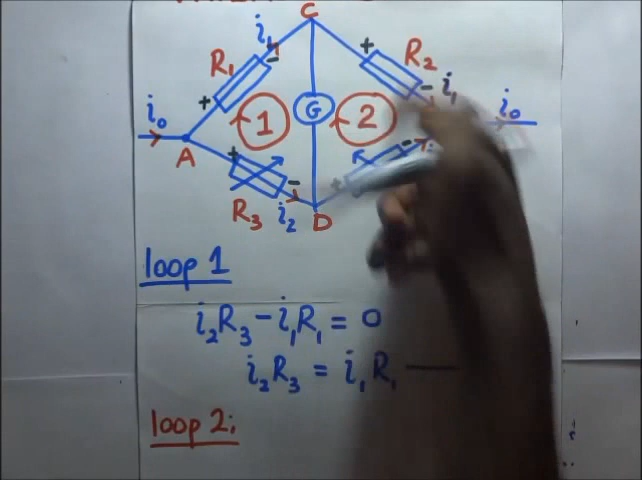 C
i₁
R₁
R₂
+
-
+
-
i₁
i₀
G
1
2
i₀
A
+
-
+
-
R₃
i₂
D
loop 1
i₂R₃ - i₁R₁ = 0
i₂R₃ = i₁R₁ —
loop 2;